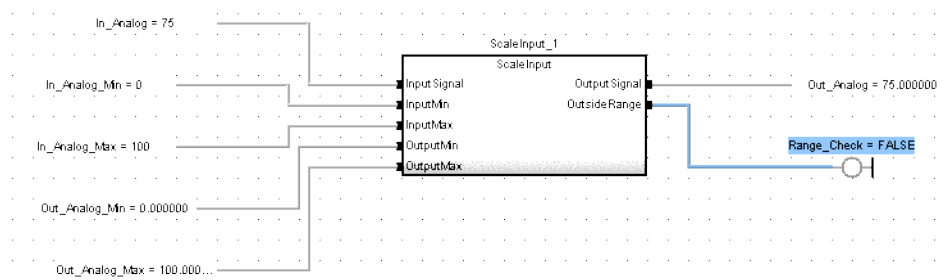 In_Analog = 75
ScaleInput_1
ScaleInput
In_Analog_Min = 0
InputSignal
OutputSignal
Out_Analog = 75.000000
InputMin
OutsideRange
In_Analog_Max = 100
InputMax
OutputMin
Range_Check = FALSE
OutputMax
Out_Analog_Min = 0.000000
Out_Analog_Max = 100.000...